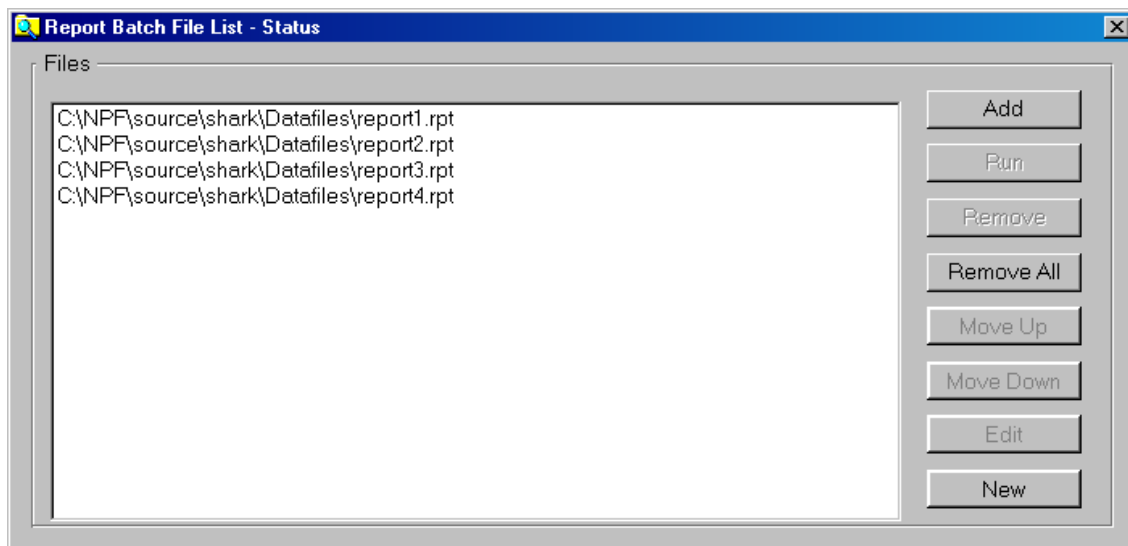 Report Batch File List - Status
Files
C:\NPF\source\shark\Datafiles\report1.rpt
C:\NPF\source\shark\Datafiles\report2.rpt
C:\NPF\source\shark\Datafiles\report3.rpt
C:\NPF\source\shark\Datafiles\report4.rpt
Add
Run
Remove
Remove All
Move Up
Move Down
Edit
New